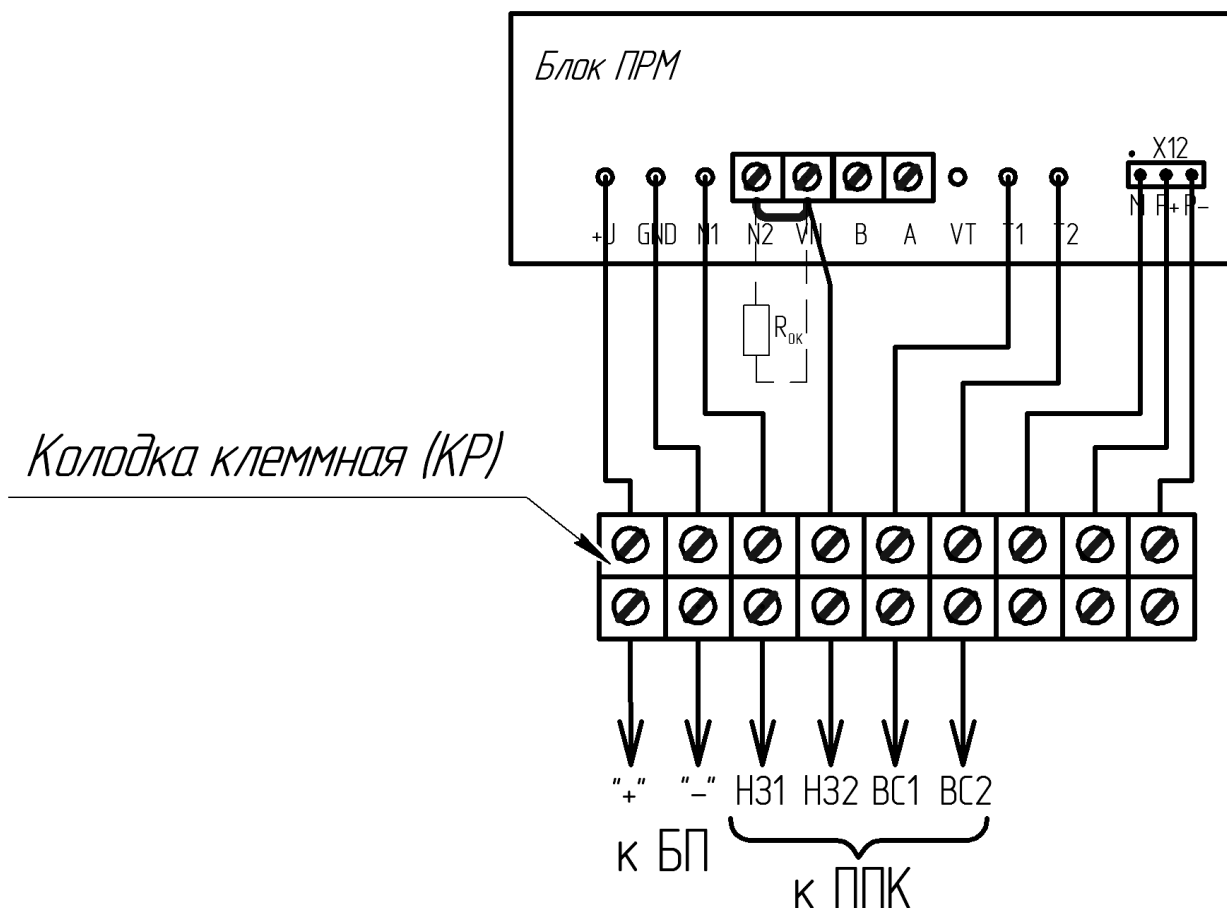 Блок ПРМ
X12
M P+ P-
+U GND N1 N2 VN B A VT T1 T2
Rок
Колодка клеммная (КР)
"+" "-" НЗ1 НЗ2 ВС1 ВС2
к БП
к ППК